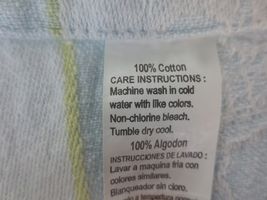 100% Cotton
CARE INSTRUCTIONS :
Machine wash in cold
water with like colors.
Non-chlorine bleach.
Tumble dry cool.
100% Algodon
INSTRUCCIONES DE LAVADO :
Lavar a maquina fria con
colores similares.
Blanqueador sin cloro.
a temperatura